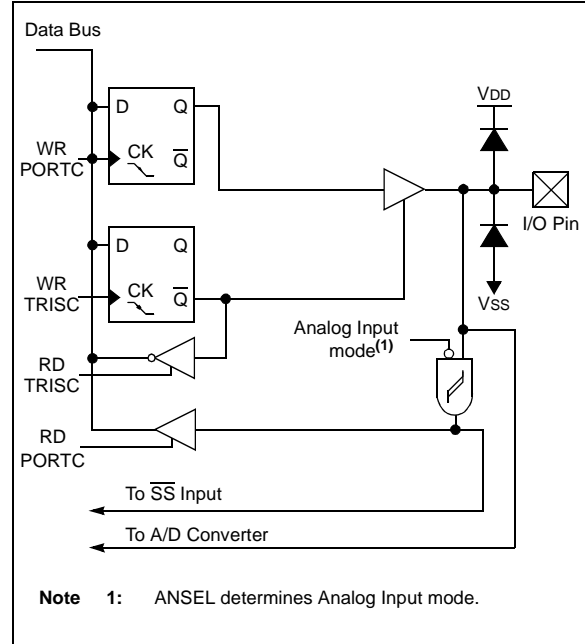 Data Bus
D Q
WR
PORTC
CK Q̅
VDD
I/O Pin
D Q
WR
TRISC
CK Q̅
VSS
Analog Input
mode(1)
RD
TRISC
RD
PORTC
To S̅S̅ Input
To A/D Converter
Note 1: ANSEL determines Analog Input mode.